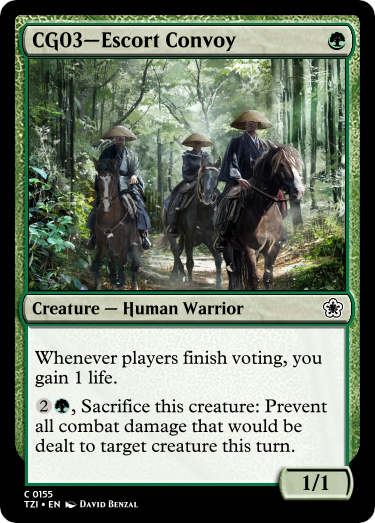 CG03—Escort Convoy
Creature — Human Warrior
Whenever players finish voting, you
gain 1 life.
2 , Sacrifice this creature: Prevent
all combat damage that would be
dealt to target creature this turn.
1/1
C 0155
TZI • EN David Benzal